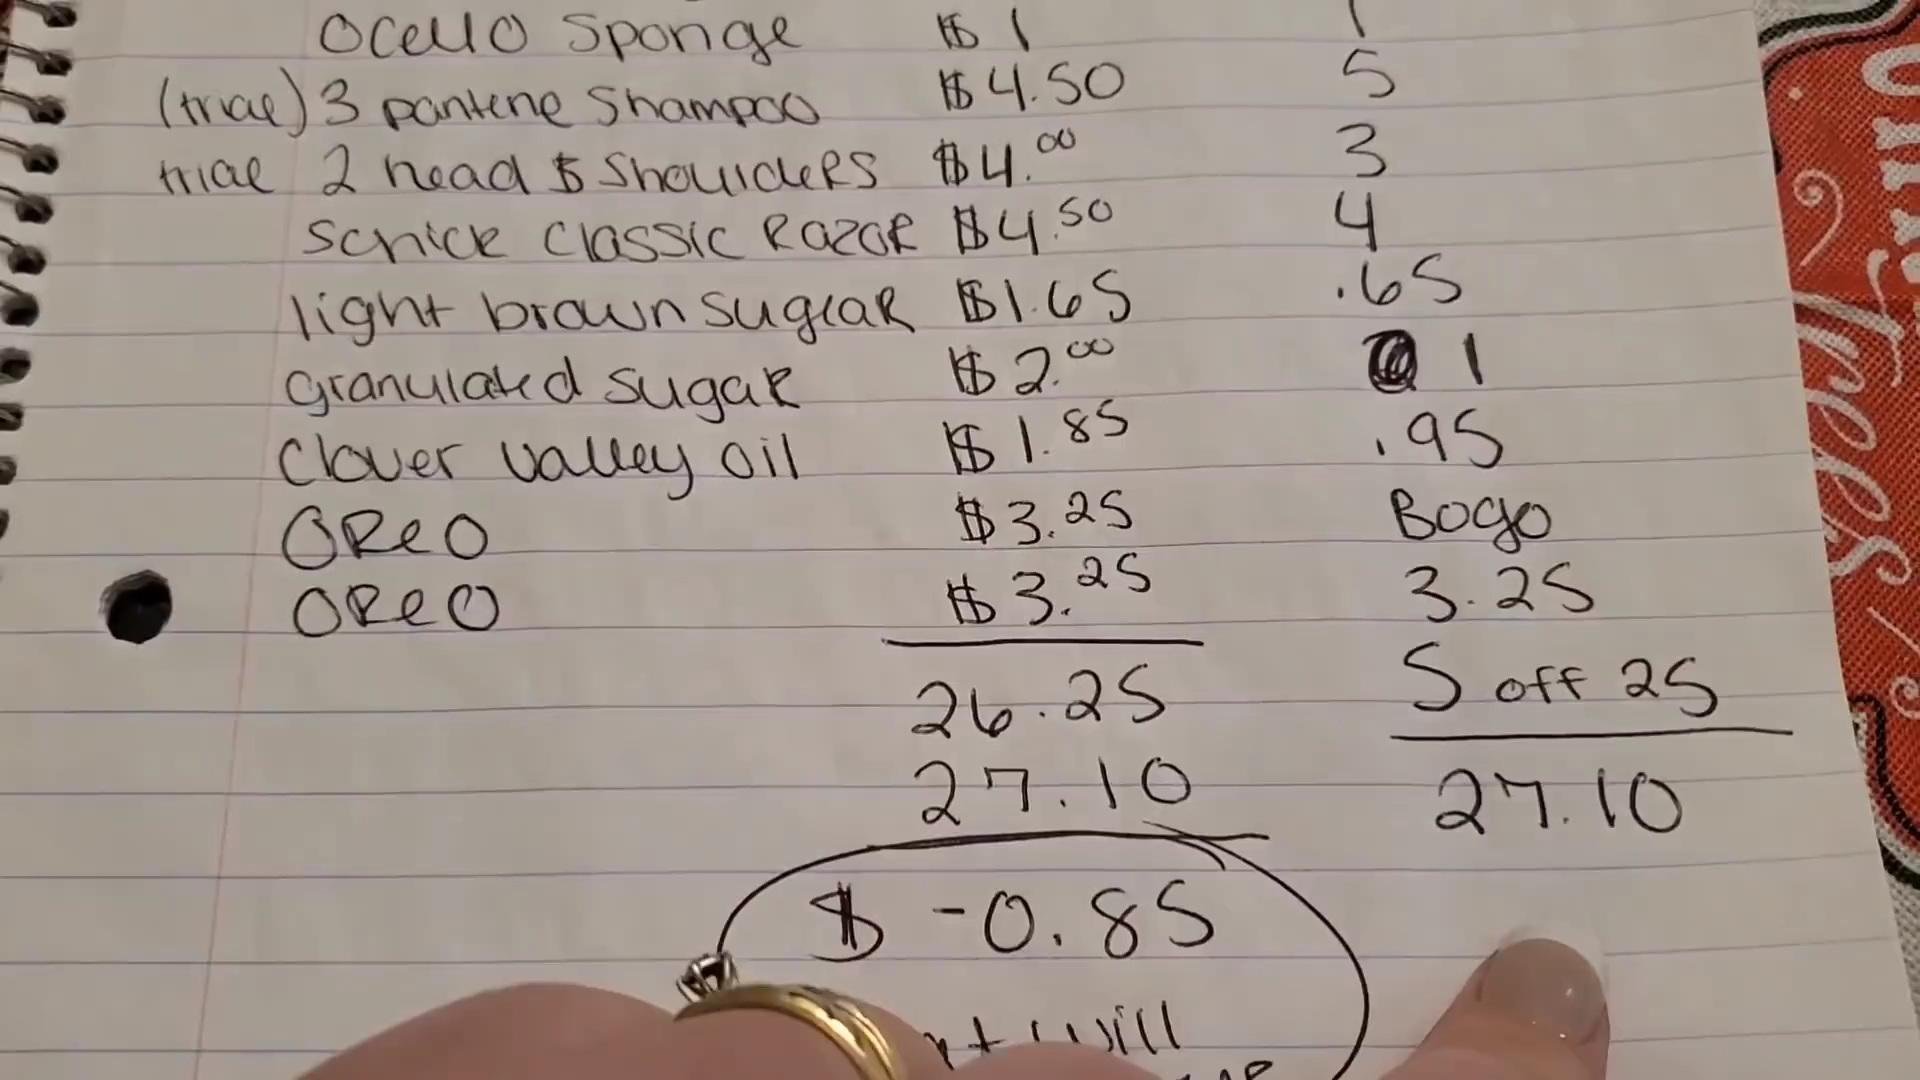 Ocello Sponge $1 1
(trial) 3 pantene Shampoo $4.50 5
trial 2 head $ Shoulders $4.00 3
Schick Classic Razor $4.50 4
light brown sugar $1.65 .65
granulated sugar $2.00 1
Clover Valley oil $1.85 .95
OReO $3.25 Bogo
OReO $3.25 3.25
26.25 5 off 25
27.10 27.10
$ -0.85
will
Trees